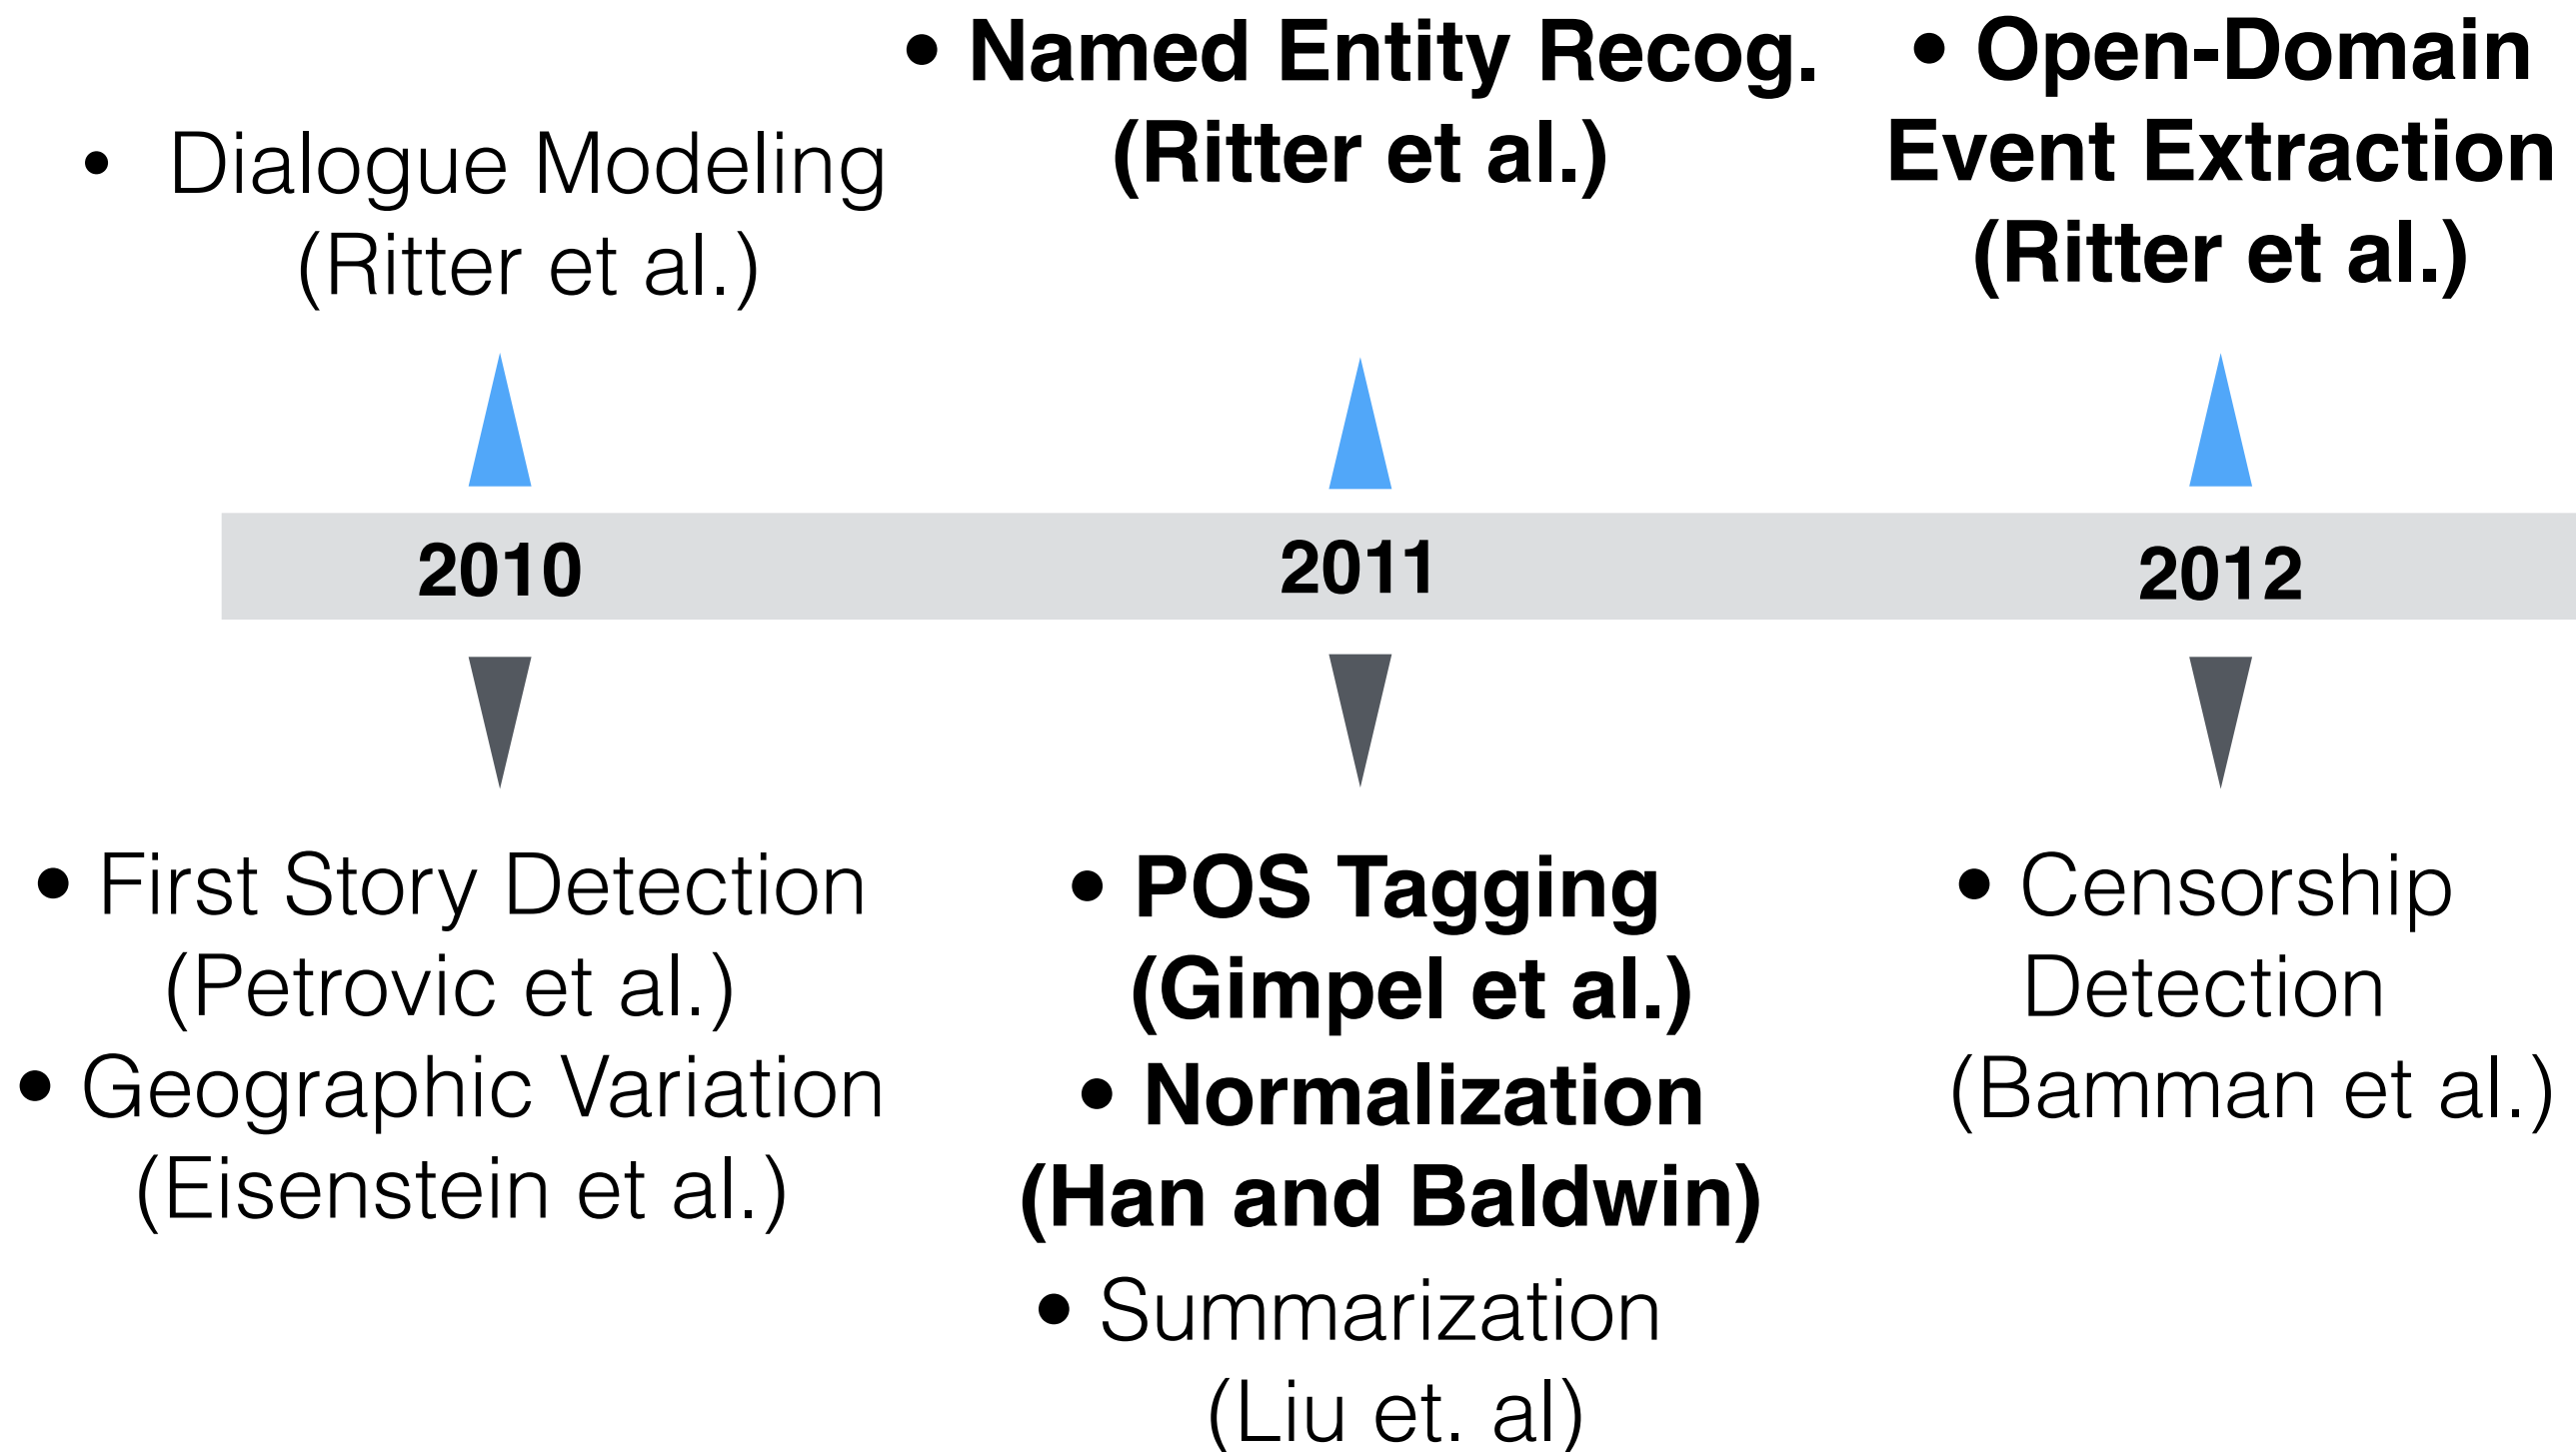 • Dialogue Modeling
(Ritter et al.)
• Named Entity Recog.
(Ritter et al.)
• Open-Domain
Event Extraction
(Ritter et al.)
2010
2011
2012
• First Story Detection
(Petrovic et al.)
• Geographic Variation
(Eisenstein et al.)
• POS Tagging
(Gimpel et al.)
• Normalization
(Han and Baldwin)
• Summarization
(Liu et. al)
• Censorship
Detection
(Bamman et al.)